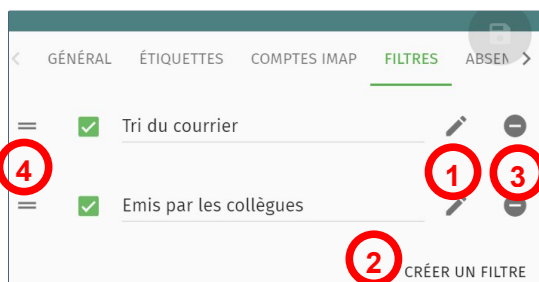 GÉNÉRAL ÉTIQUETTES COMPTES IMAP FILTRES ABSEN
Tri du courrier
4 1 3
Emis par les collègues
2 CRÉER UN FILTRE